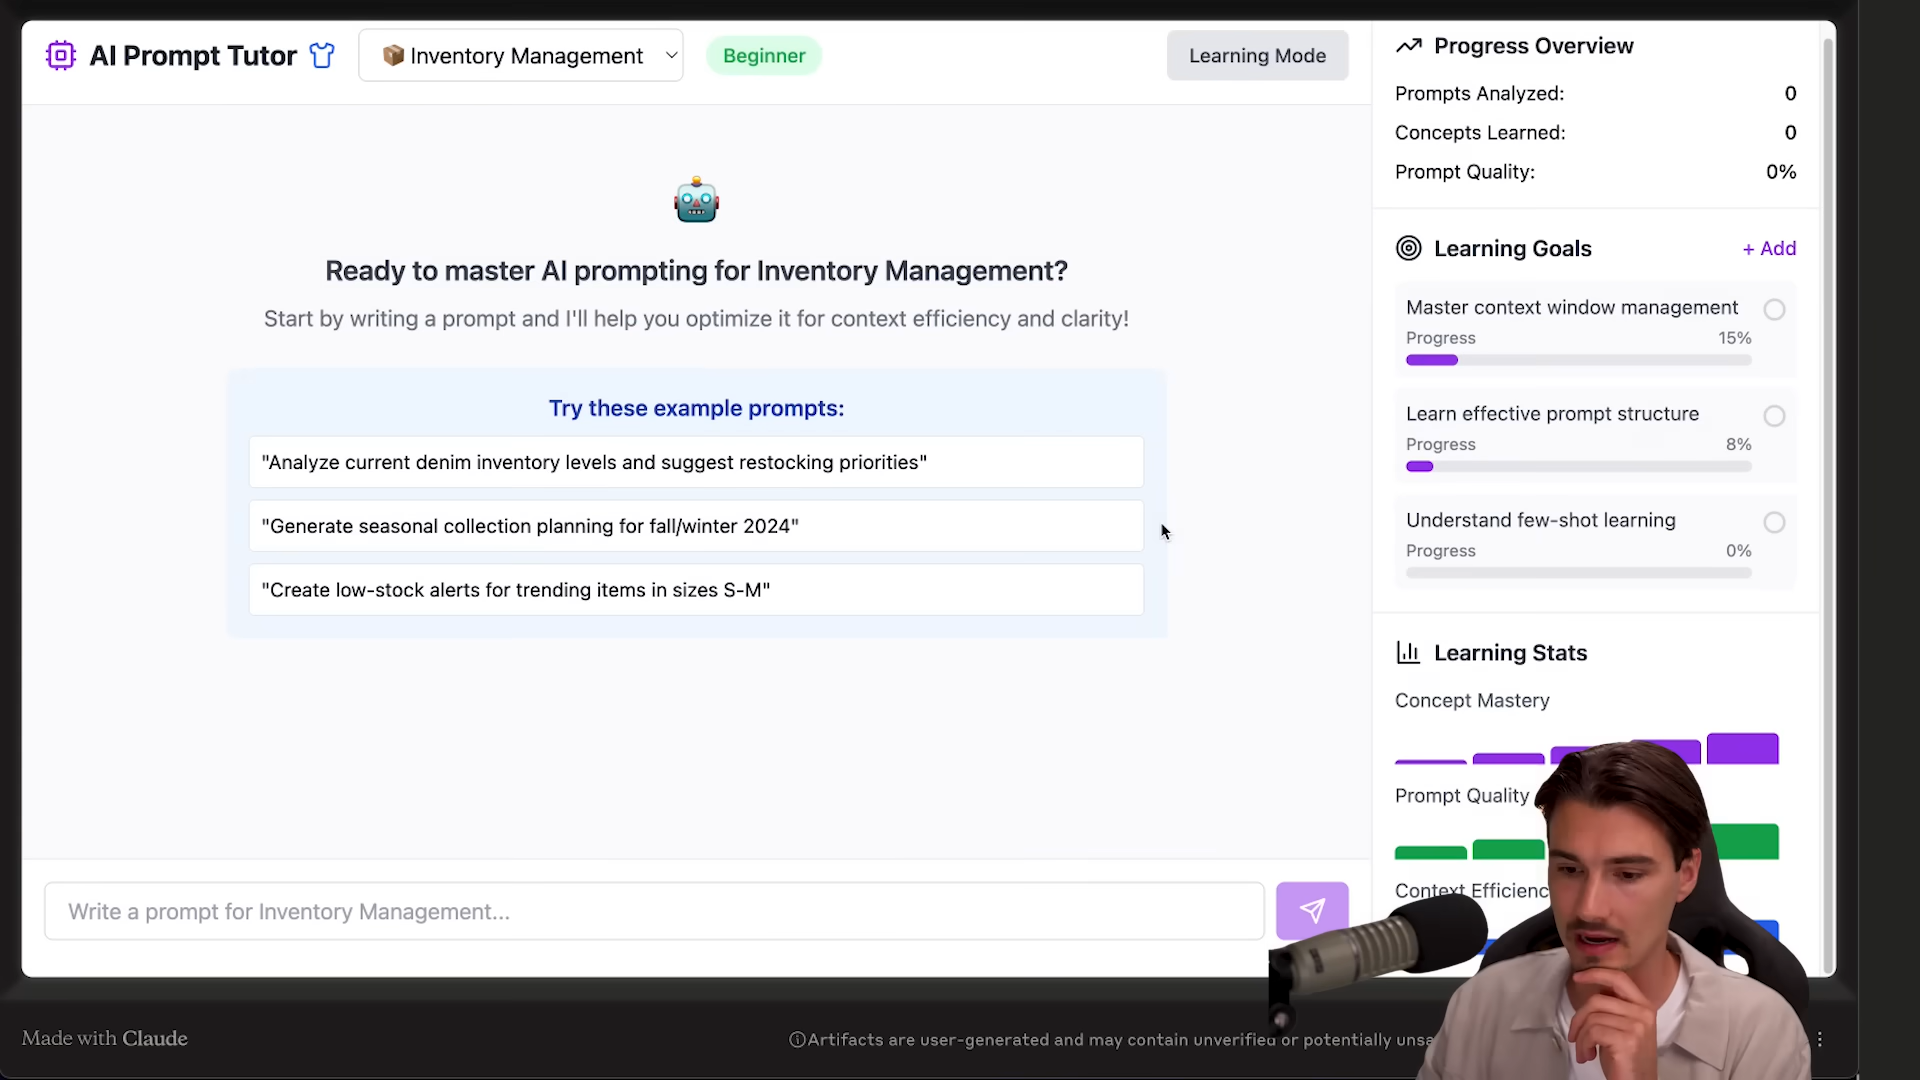 AI Prompt Tutor
📦 Inventory Management
Beginner
Learning Mode
Ready to master AI prompting for Inventory Management?
Start by writing a prompt and I'll help you optimize it for context efficiency and clarity!
Try these example prompts:
"Analyze current denim inventory levels and suggest restocking priorities"
"Generate seasonal collection planning for fall/winter 2024"
"Create low-stock alerts for trending items in sizes S-M"
Write a prompt for Inventory Management...
Progress Overview
Prompts Analyzed: 0
Concepts Learned: 0
Prompt Quality: 0%
Learning Goals + Add
Master context window management
Progress 15%
Learn effective prompt structure
Progress 8%
Understand few-shot learning
Progress 0%
Learning Stats
Concept Mastery
Prompt Quality
Context
Made with Claude
Artifacts are user-generated and may contain unverified or potentially